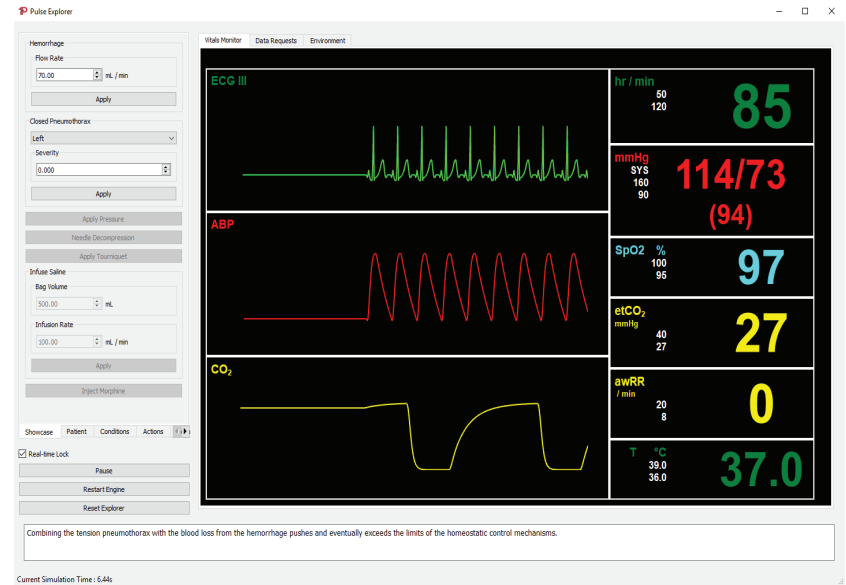 Pulse Explorer
Hemorrhage
Flow Rate
70.00 mL / min
Apply
Closed Pneumothorax
Left
Severity
0.000
Apply
Apply Pressure
Needle Decompression
Apply Tourniquet
Infuse Saline
Bag Volume
500.00 mL
Infusion Rate
100.00 mL / min
Apply
Inject Morphine
Showcase Patient Conditions Actions
Real-time Lock
Pause
Restart Engine
Reset Explorer
Vitals Monitor Data Requests Environment
ECG III
ABP
CO₂
hr / min
50
120
85
mmHg
SYS
160
90
114/73
(94)
SpO2 %
100
95
97
etCO₂
mmHg
40
27
27
awRR
/ min
20
8
0
T °C
39.0
36.0
37.0
Combining the tension pneumothorax with the blood loss from the hemorrhage pushes and eventually exceeds the limits of the homeostatic control mechanisms.
Current Simulation Time : 6.44s